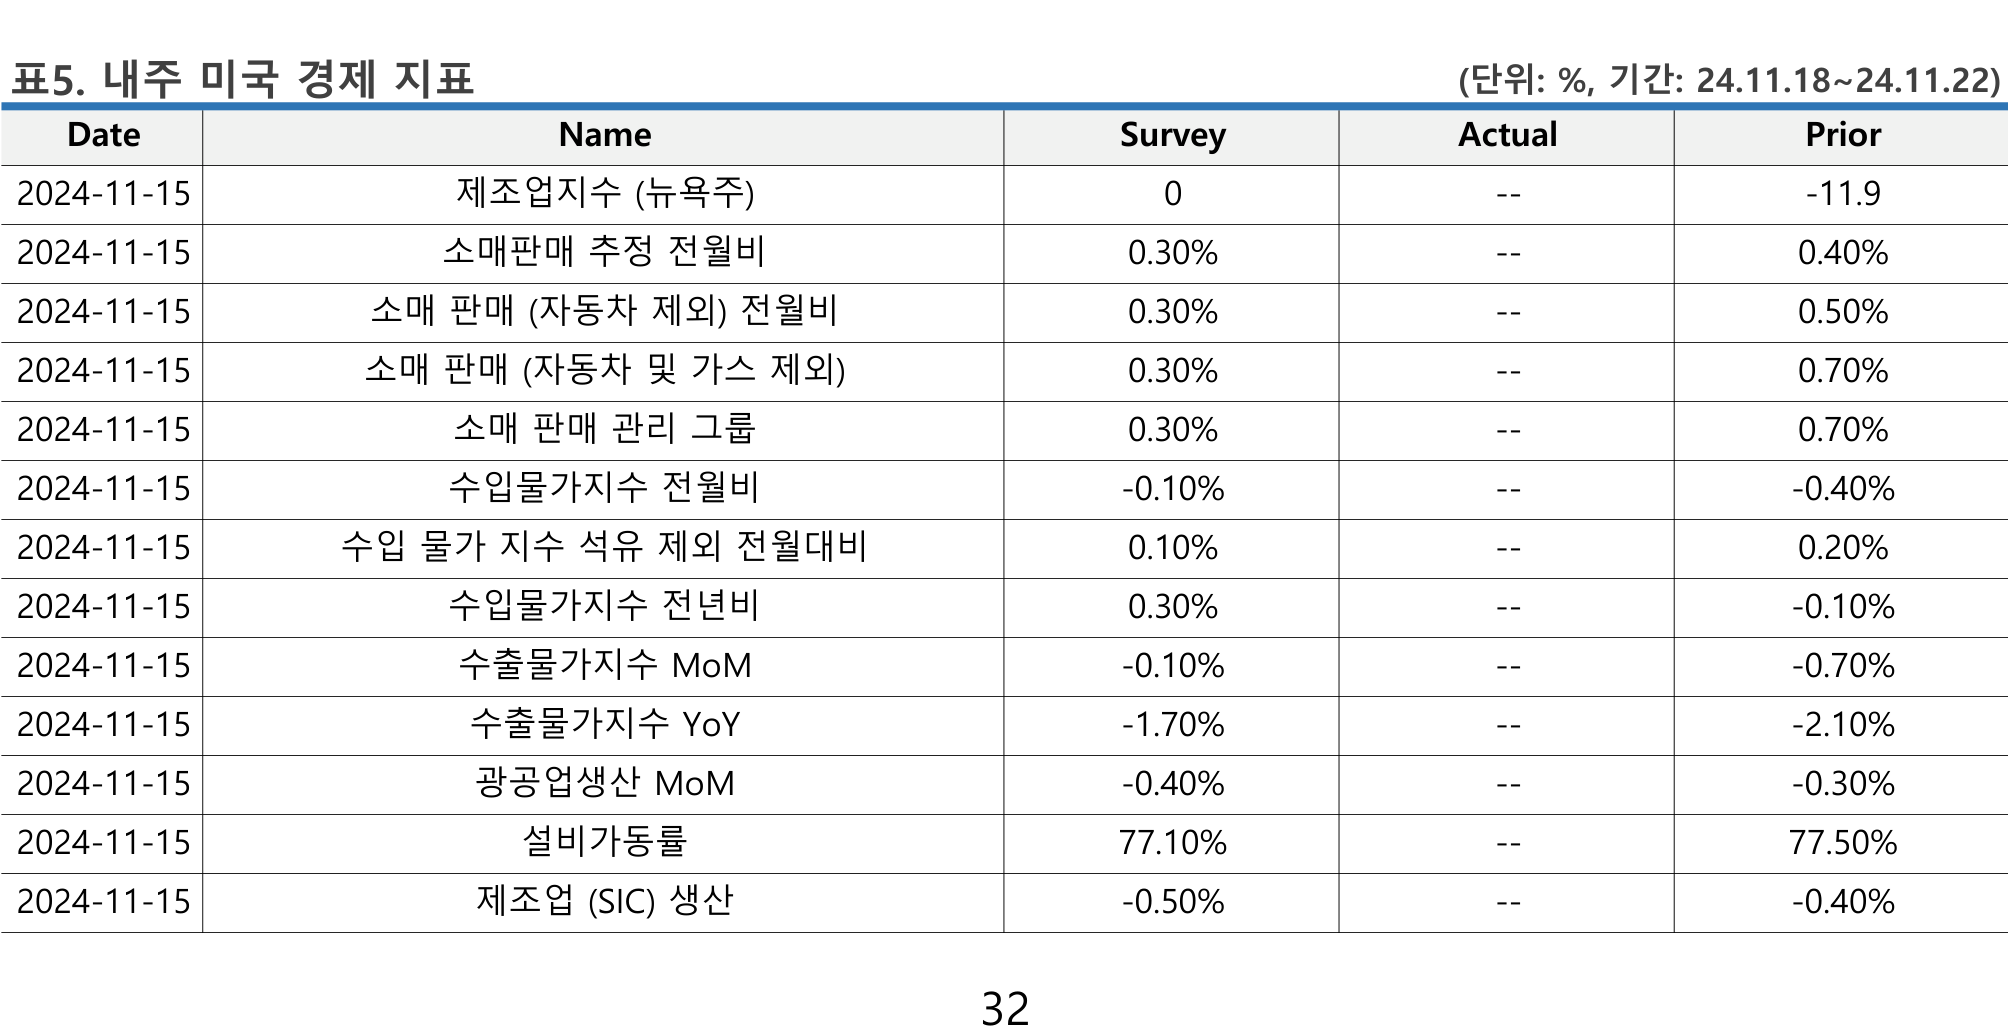 표5. 내주 미국 경제 지표 (단위: %, 기간: 24.11.18~24.11.22)
Date Name Survey Actual Prior
2024-11-15 제조업지수 (뉴욕주) 0 -- -11.9
2024-11-15 소매판매 추정 전월비 0.30% -- 0.40%
2024-11-15 소매 판매 (자동차 제외) 전월비 0.30% -- 0.50%
2024-11-15 소매 판매 (자동차 및 가스 제외) 0.30% -- 0.70%
2024-11-15 소매 판매 관리 그룹 0.30% -- 0.70%
2024-11-15 수입물가지수 전월비 -0.10% -- -0.40%
2024-11-15 수입 물가 지수 석유 제외 전월대비 0.10% -- 0.20%
2024-11-15 수입물가지수 전년비 0.30% -- -0.10%
2024-11-15 수출물가지수 MoM -0.10% -- -0.70%
2024-11-15 수출물가지수 YoY -1.70% -- -2.10%
2024-11-15 광공업생산 MoM -0.40% -- -0.30%
2024-11-15 설비가동률 77.10% -- 77.50%
2024-11-15 제조업 (SIC) 생산 -0.50% -- -0.40%
32